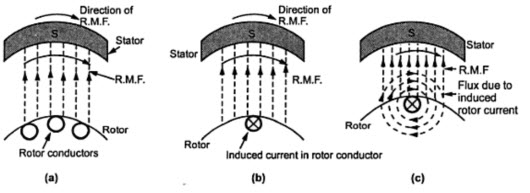 Direction of
R.M.F.
S
Stator
R.M.F.
Rotor
Rotor conductors
(a)
Direction of
R.M.F.
S
Stator
R.M.F.
Rotor
Induced current in rotor conductor
(b)
S
Stator
R.M.F
Flux due to
induced
rotor current
Rotor
(c)